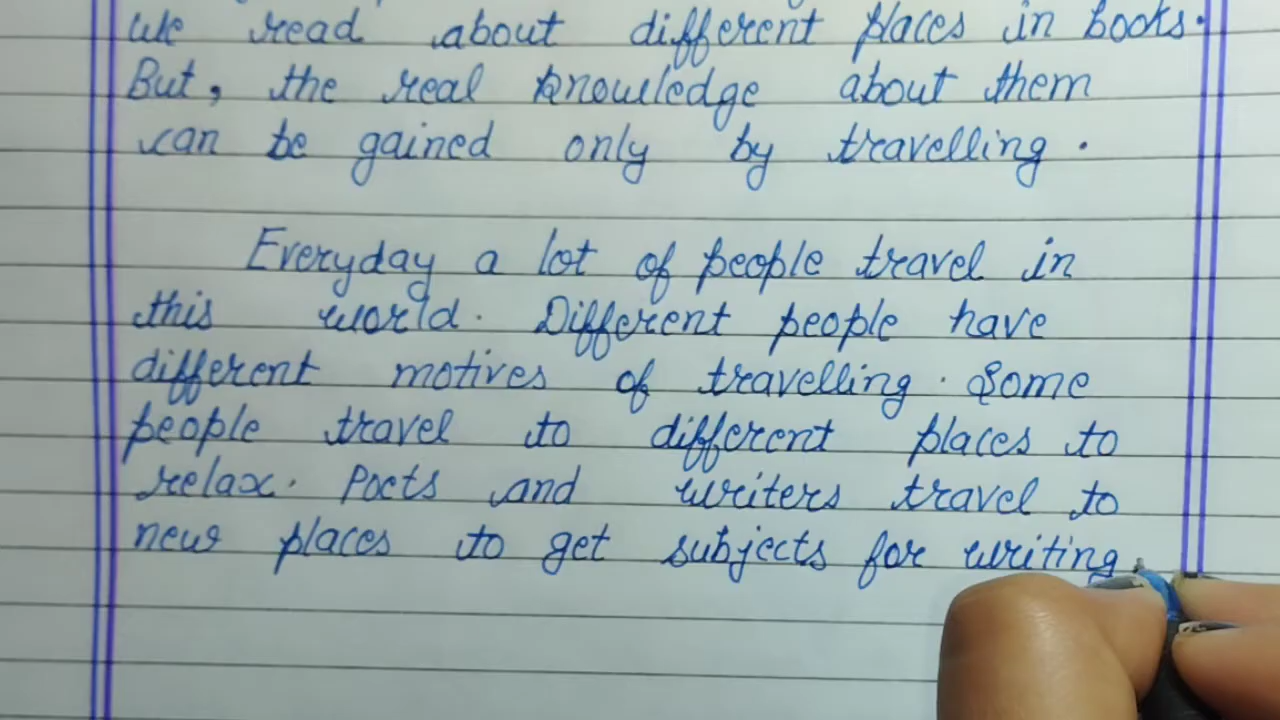 we read about different places in books.
But, the real knowledge about them
can be gained only by travelling.
Everyday a lot of people travel in
this world. Different people have
different motives of travelling. Some
people travel to different places to
relax. Poets and writers travel to
new places to get subjects for writing.